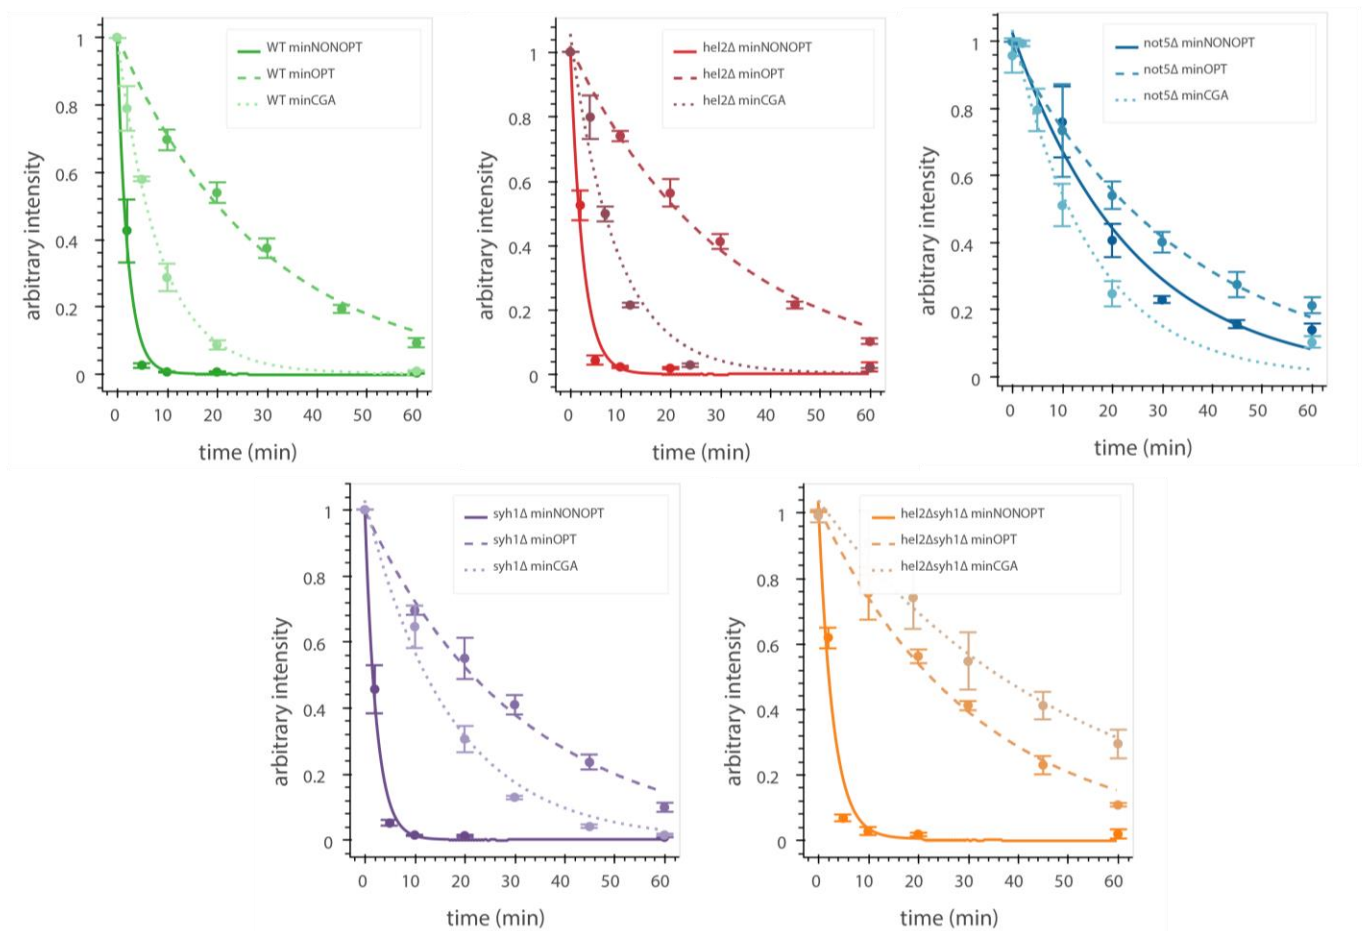 WT minNONOPT
WT minOPT
WT minCGA
1
0.8
0.6
0.4
0.2
0
arbitrary intensity
0 10 20 30 40 50 60
time (min)
hel2Δ minNONOPT
hel2Δ minOPT
hel2Δ minCGA
1
0.8
0.6
0.4
0.2
0
arbitrary intensity
0 10 20 30 40 50 60
time (min)
not5Δ minNONOPT
not5Δ minOPT
not5Δ minCGA
1
0.8
0.6
0.4
0.2
0
arbitrary intensity
0 10 20 30 40 50 60
time (min)
syh1Δ minNONOPT
syh1Δ minOPT
syh1Δ minCGA
1
0.8
0.6
0.4
0.2
0
arbitrary intensity
0 10 20 30 40 50 60
time (min)
hel2Δsyh1Δ minNONOPT
hel2Δsyh1Δ minOPT
hel2Δsyh1Δ minCGA
1
0.8
0.6
0.4
0.2
0
arbitrary intensity
0 10 20 30 40 50 60
time (min)